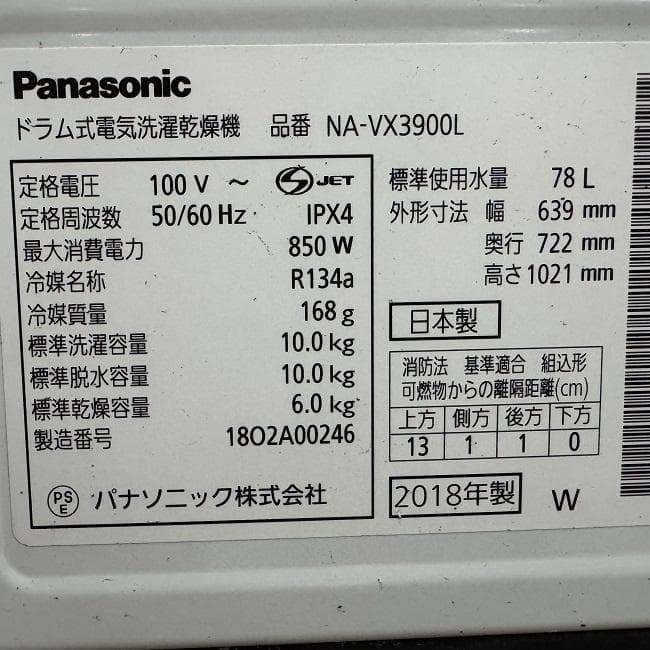 Panasonic
ドラム式電気洗濯乾燥機 品番 NA-VX3900L
定格電圧 100 V ～ S JET
定格周波数 50/60 Hz IPX4
最大消費電力 850 W
冷媒名称 R134a
冷媒質量 168 g
標準洗濯容量 10.0 kg
標準脱水容量 10.0 kg
標準乾燥容量 6.0 kg
製造番号 18O2A00246
PS E パナソニック株式会社
標準使用水量 78 L
外形寸法 幅 639 mm
奥行 722 mm
高さ 1021 mm
日本製
消防法 基準適合 組込形
可燃物からの離隔距離(cm)
上方 側方 後方 下方
13 1 1 0
2018年製 W